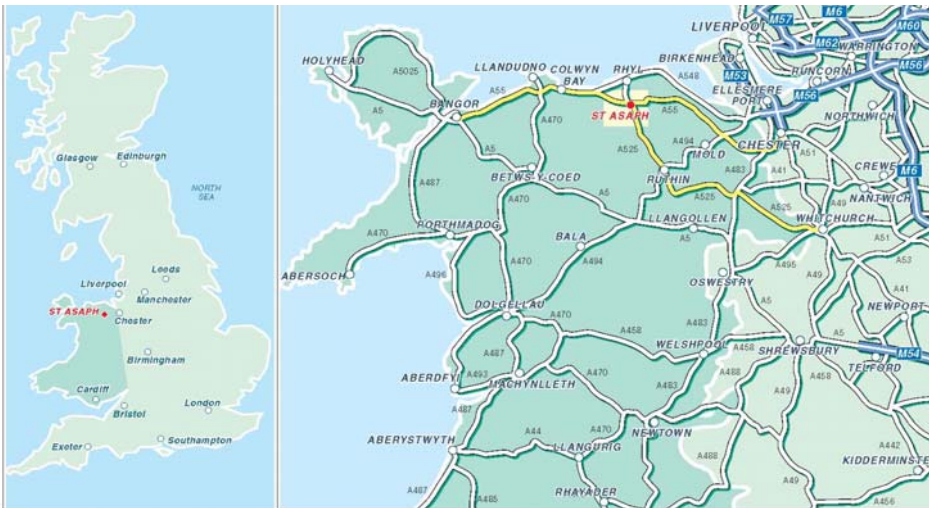 Glasgow
Edinburgh
NORTH
SEA
Leeds
Liverpool
Manchester
ST ASAPH
Chester
Birmingham
Cardiff
Bristol
London
Exeter
Southampton
HOLYHEAD
A5025
A5
BANGOR
A55
LLANDUDNO
COLWYN
BAY
RHYL
A548
ST ASAPH
A55
A470
A525
A494
MOLD
A5
A487
BETWS-Y-COED
RUTHIN
A483
A470
A5
A525
LLANGOLLEN
A5
A470
PORTHMADOG
ABERSOCH
A496
A470
BALA
A494
LIVERPOOL
M57
M6
M60
M62
BIRKENHEAD
WARRINGTON
M53
RUNCORN
M56
ELLESMERE
PORT
M56
NORTHWICH
CHESTER
A51
A41
CREWE
M6
NANTWICH
A49
A525
WHITCHURCH
A51
A495
A49
A53
OSWESTRY
A5
A41
NEWPORT
DOLGELLAU
A470
A458
A483
WELSHPOOL
A458
SHREWSBURY
A5
M54
TELFORD
A487
A493
ABERDFYI
MACHYNLLETH
A470
A483
A488
A49
A458
A487
ABERYSTWYTH
A44
A470
NEWTOWN
LLANGURIG
A488
A442
KIDDERMINSTE
A487
A485
RHAYADER
A49
A456